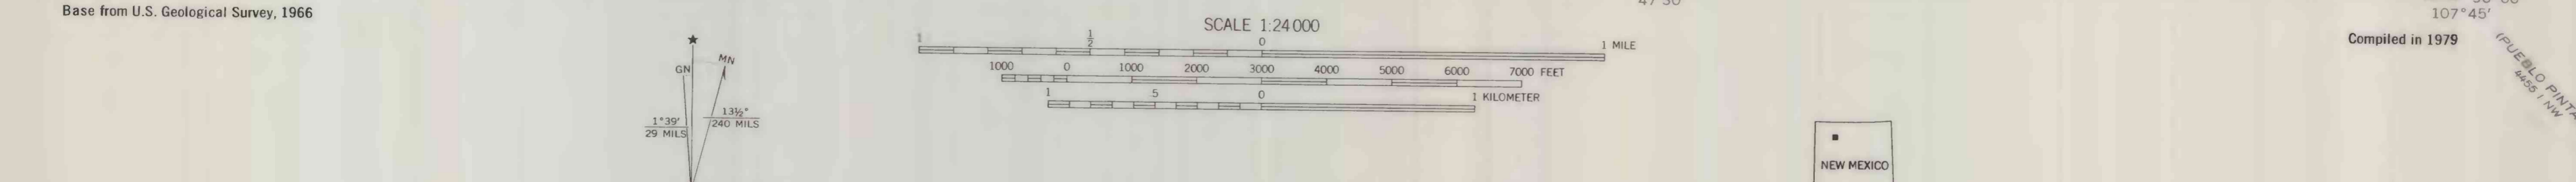 Base from U.S. Geological Survey, 1966
SCALE 1:24 000
1 1/2 0 1 MILE
1000 0 1000 2000 3000 4000 5000 6000 7000 FEET
1 .5 0 1 KILOMETER
GN
MN
1°39′
29 MILS
13½°
240 MILS
107°45′
Compiled in 1979
(PUEBLO
4455 I NW
NEW MEXICO